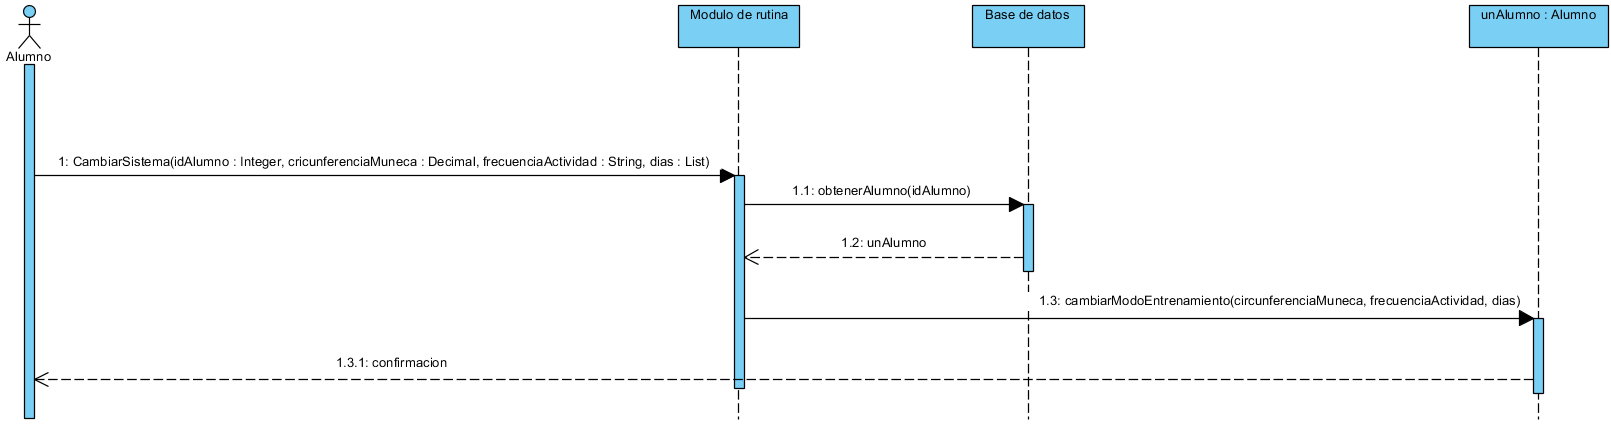 Alumno
Modulo de rutina
Base de datos
unAlumno : Alumno
1: CambiarSistema(idAlumno : Integer, cricunferenciaMuneca : Decimal, frecuenciaActividad : String, dias : List)
1.1: obtenerAlumno(idAlumno)
1.2: unAlumno
1.3: cambiarModoEntrenamiento(circunferenciaMuneca, frecuenciaActividad, dias)
1.3.1: confirmacion